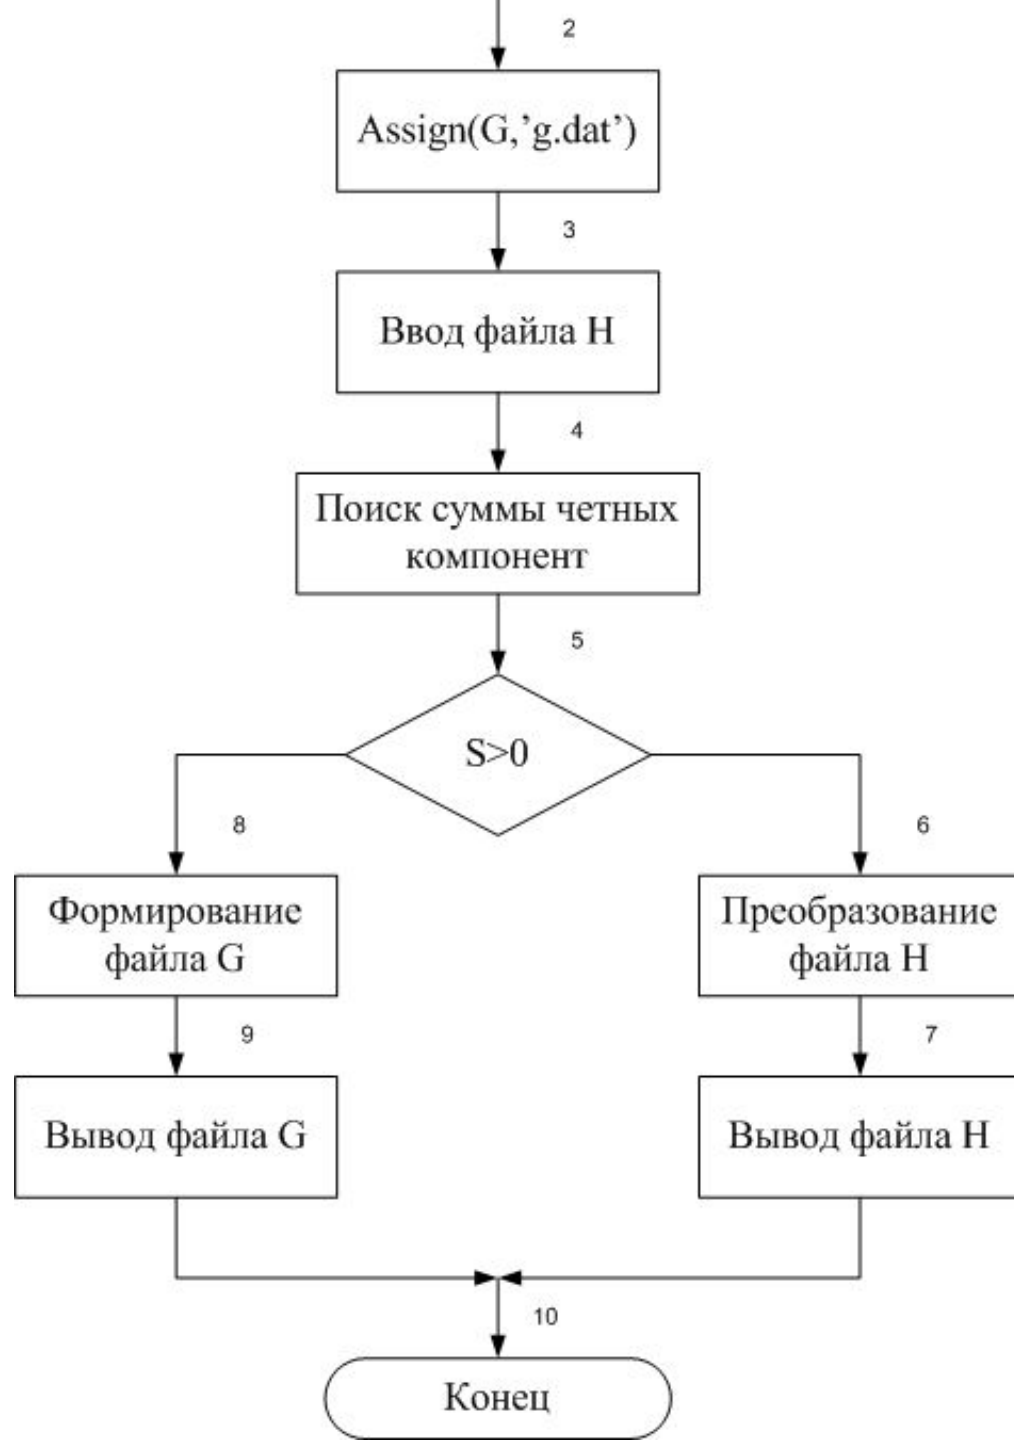 2
Assign(G,’g.dat’)
3
Ввод файла H
4
Поиск суммы четных
компонент
5
S>0
8
6
Формирование
файла G
Преобразование
файла H
9
7
Вывод файла G
Вывод файла H
10
Конец